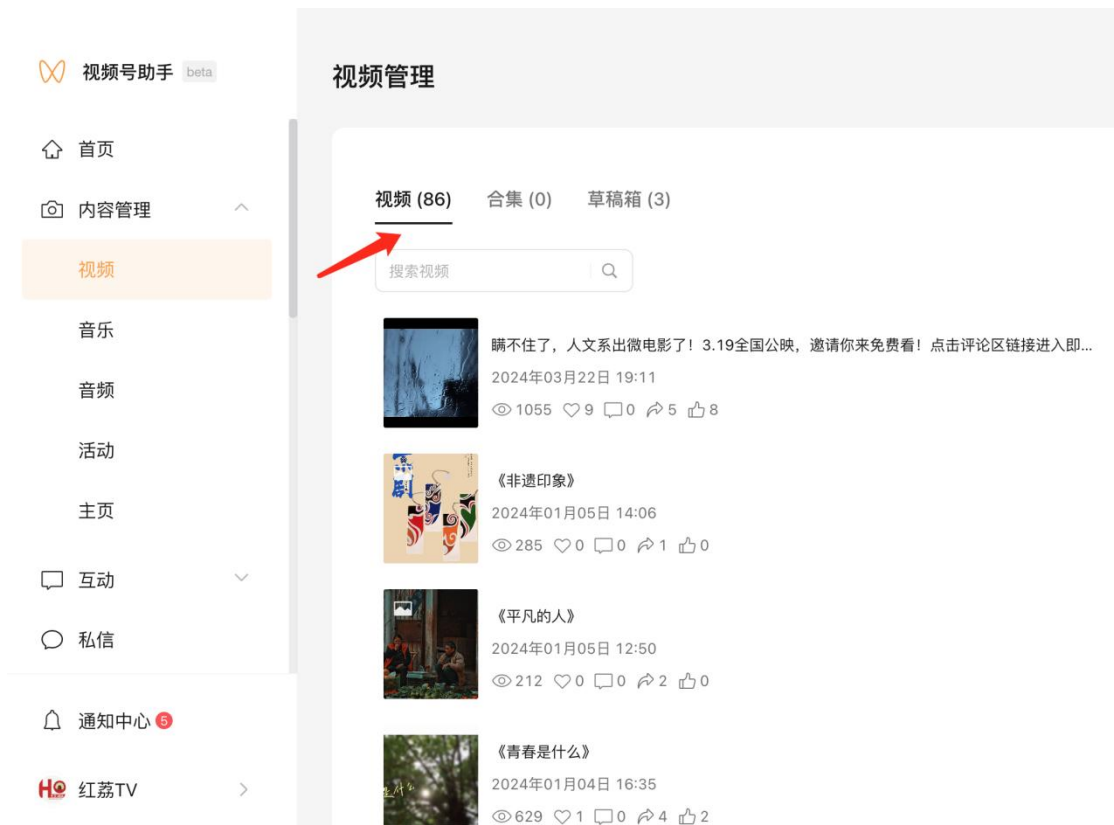 视频号助手 beta
首页
内容管理
视频
音乐
音频
活动
主页
互动
私信
通知中心 5
红荔TV
视频管理
视频 (86) 合集 (0) 草稿箱 (3)
搜索视频
瞒不住了，人文系出微电影了！3.19全国公映，邀请你来免费看！点击评论区链接进入即...
2024年03月22日 19:11
1055 9 0 5 8
《非遗印象》
2024年01月05日 14:06
285 0 0 1 0
《平凡的人》
2024年01月05日 12:50
212 0 0 2 0
《青春是什么》
2024年01月04日 16:35
629 1 0 4 2